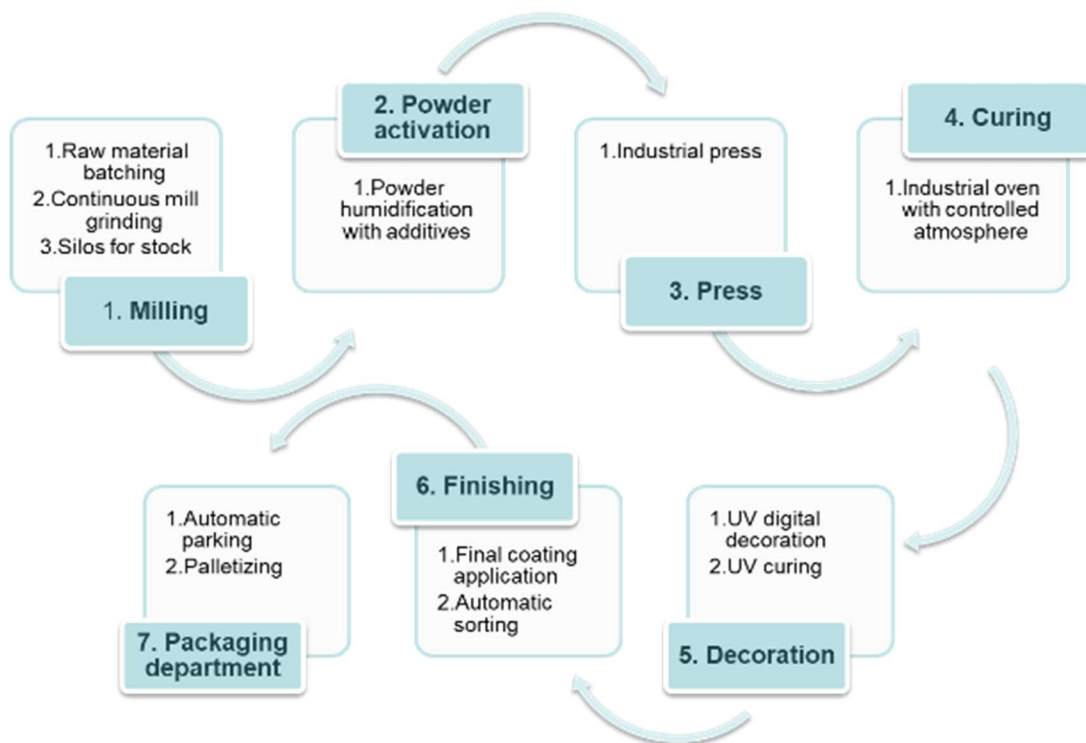 1.Raw material
batching
2.Continuous mill
grinding
3.Silos for stock
1. Milling
2. Powder
activation
1.Powder
humidification
with additives
1.Industrial press
3. Press
4. Curing
1.Industrial oven
with controlled
atmosphere
1.UV digital
decoration
2.UV curing
5. Decoration
6. Finishing
1.Final coating
application
2.Automatic
sorting
1.Automatic
parking
2.Palletizing
7. Packaging
department